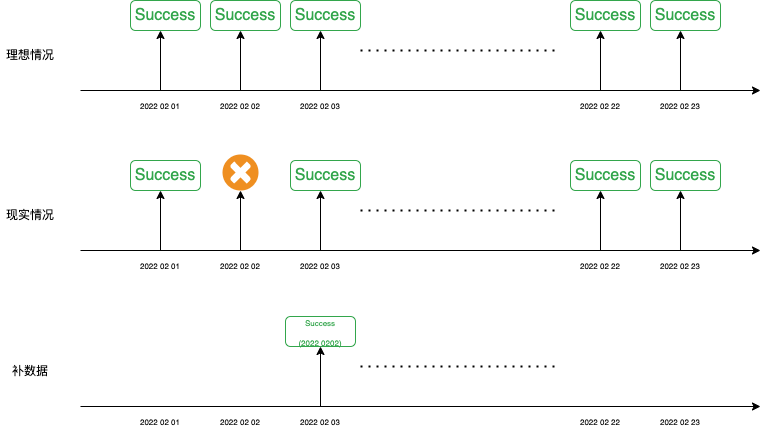 Success Success Success Success Success
理想情况
2022 02 01 2022 02 02 2022 02 03 2022 02 22 2022 02 23
Success Success Success Success
现实情况
2022 02 01 2022 02 02 2022 02 03 2022 02 22 2022 02 23
Success
(2022 0202)
补数据
2022 02 01 2022 02 02 2022 02 03 2022 02 22 2022 02 23